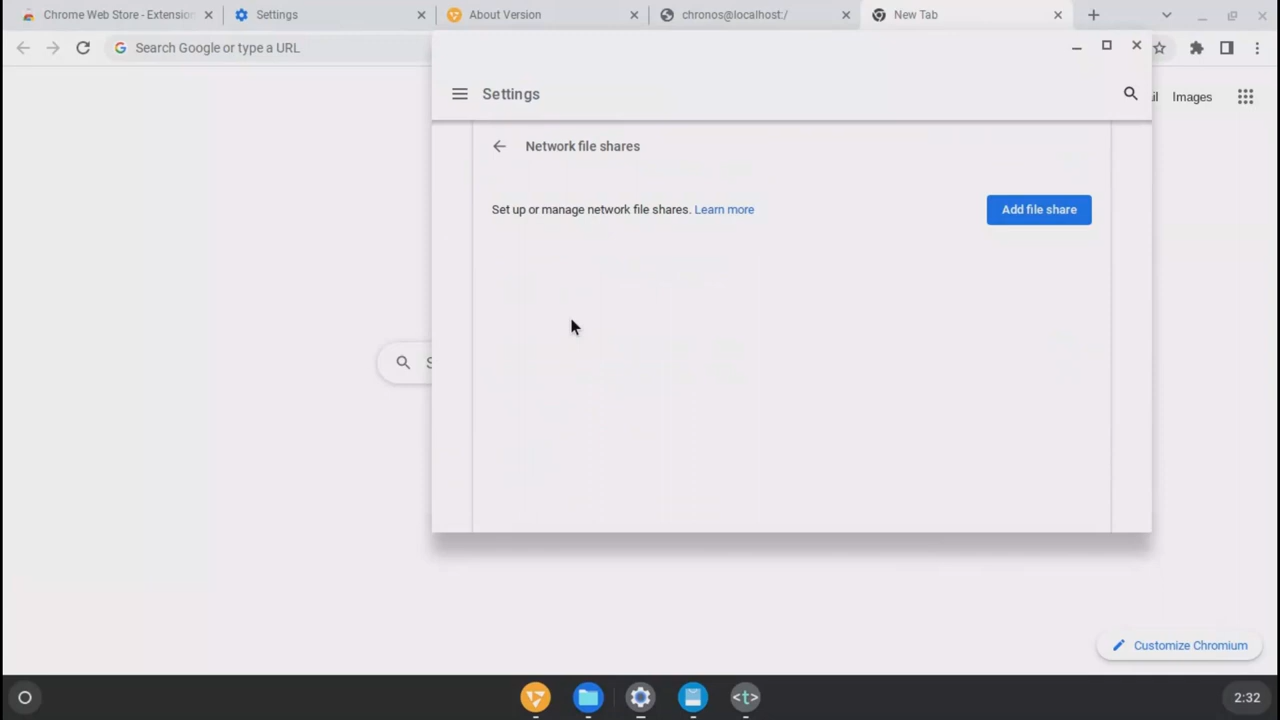 Chrome Web Store - Extension
Settings
About Version
chronos@localhost:/
New Tab
Search Google or type a URL
Images
Settings
Network file shares
Set up or manage network file shares. Learn more
Add file share
Customize Chromium
<t>
2:32